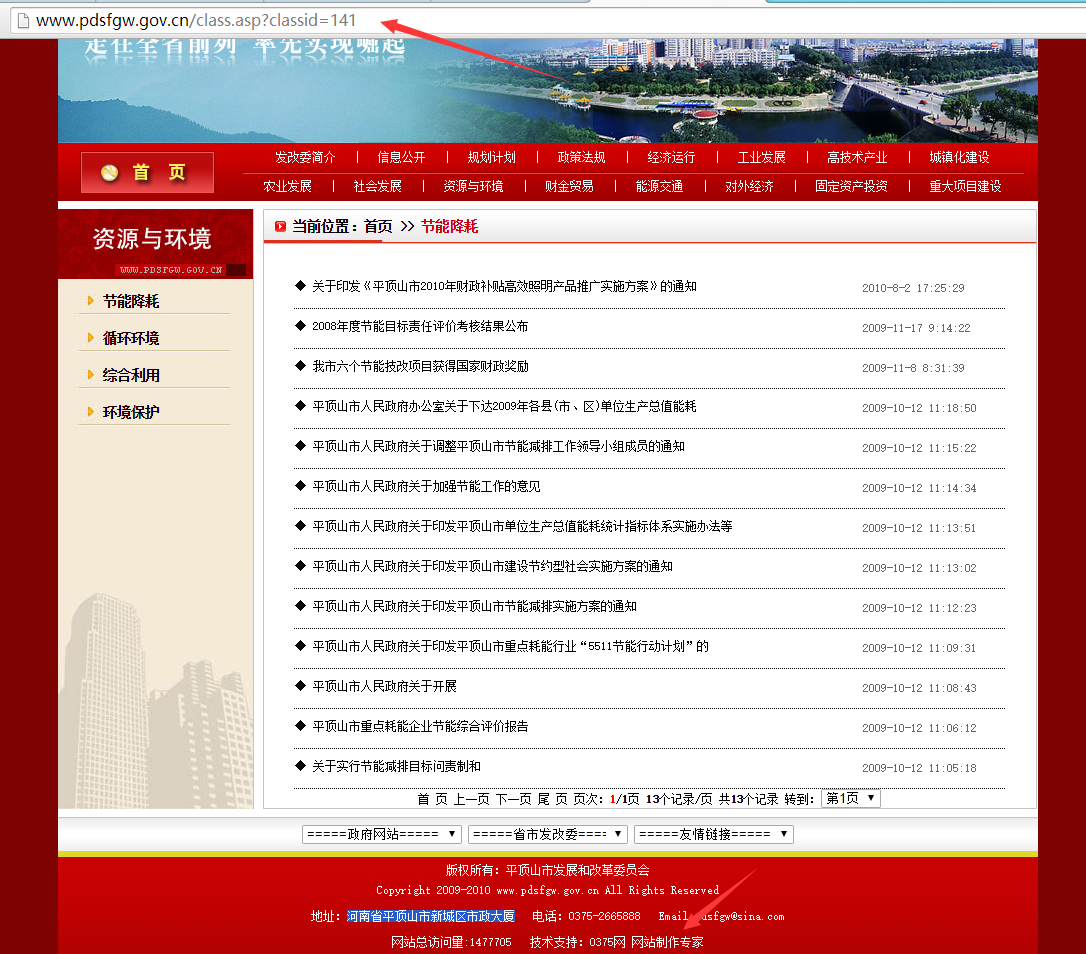 www.pdsfgw.gov.cn/class.asp?classid=141
走在全省前列 率先实现崛起
首 页
发改委简介 | 信息公开 | 规划计划 | 政策法规 | 经济运行 | 工业发展 | 高技术产业 | 城镇化建设
农业发展 | 社会发展 | 资源与环境 | 财金贸易 | 能源交通 | 对外经济 | 固定资产投资 | 重大项目建设
资源与环境
WWW.PDSFGW.GOV.CN
节能降耗
循环环境
综合利用
环境保护
当前位置：首页 >> 节能降耗
◆ 关于印发《平顶山市2010年财政补贴高效照明产品推广实施方案》的通知 2010-8-2 17:25:29
◆ 2008年度节能目标责任评价考核结果公布 2009-11-17 9:14:22
◆ 我市六个节能技改项目获得国家财政奖励 2009-11-8 8:31:39
◆ 平顶山市人民政府办公室关于下达2009年各县(市、区)单位生产总值能耗 2009-10-12 11:18:50
◆ 平顶山市人民政府关于调整平顶山市节能减排工作领导小组成员的通知 2009-10-12 11:15:22
◆ 平顶山市人民政府关于加强节能工作的意见 2009-10-12 11:14:34
◆ 平顶山市人民政府关于印发平顶山市单位生产总值能耗统计指标体系实施办法等 2009-10-12 11:13:51
◆ 平顶山市人民政府关于印发平顶山市建设节约型社会实施方案的通知 2009-10-12 11:13:02
◆ 平顶山市人民政府关于印发平顶山市节能减排实施方案的通知 2009-10-12 11:12:23
◆ 平顶山市人民政府关于印发平顶山市重点耗能行业“5511节能行动计划”的 2009-10-12 11:09:31
◆ 平顶山市人民政府关于开展 2009-10-12 11:08:43
◆ 平顶山市重点耗能企业节能综合评价报告 2009-10-12 11:06:12
◆ 关于实行节能减排目标问责制和 2009-10-12 11:05:18
首 页 上一页 下一页 尾 页 页次：1/1页 13个记录/页 共13个记录 转到： 第1页
=====政府网站===== =====省市发改委==== =====友情链接=====
版权所有：平顶山市发展和改革委员会
Copyright 2009-2010 www.pdsfgw.gov.cn All Rights Reserved
地址：河南省平顶山市新城区市政大厦 电话：0375-2665888 Email:pdsfgw@sina.com
网站总访问量:1477705 技术支持：0375网 网站制作专家